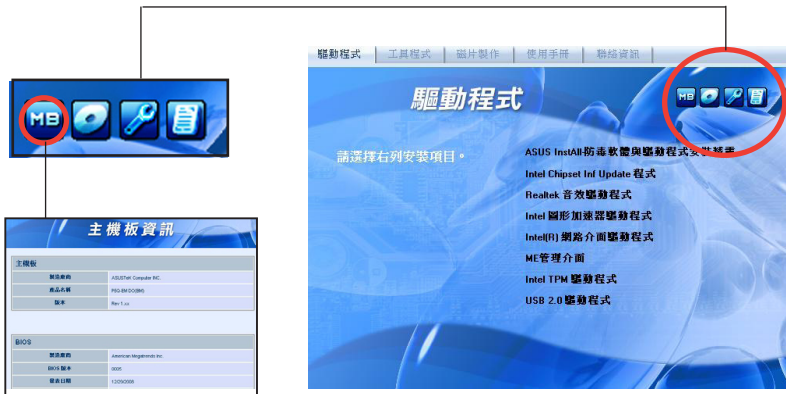 驅動程式 工具程式 磁片製作 使用手冊 聯絡資訊
MB
驅動程式
MB
請選擇右列安裝項目。
ASUS InstAll-防毒軟體與驅動程式安裝精靈
Intel Chipset Inf Update 程式
Realtek 音效驅動程式
Intel 圖形加速器驅動程式
Intel(R) 網路介面驅動程式
ME管理介面
Intel TPM 驅動程式
USB 2.0 驅動程式
主機板資訊
主機板
製造廠商 ASUSTeK Computer INC.
產品名稱
版本 Rev 1.xx
BIOS
製造廠商 American Megatrends Inc.
BIOS 版本 0005
發表日期 12/29/2008